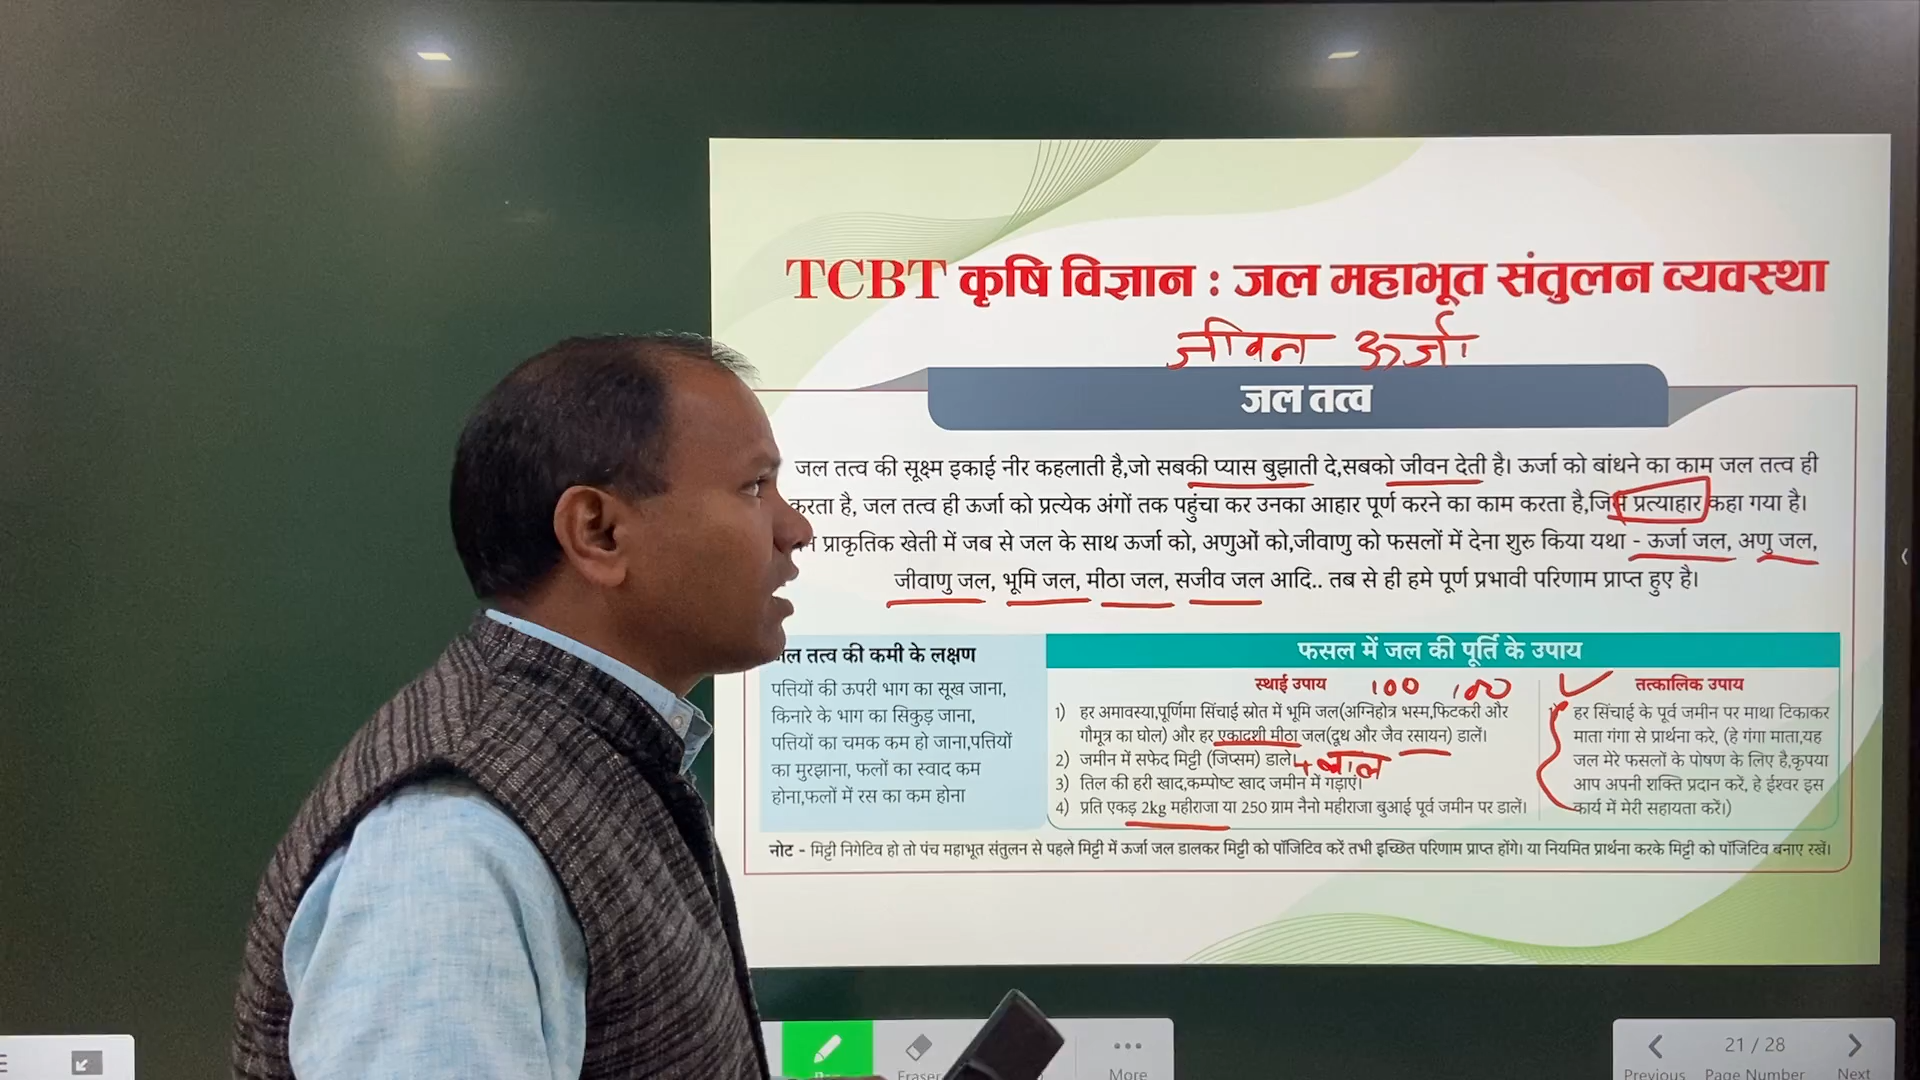 TCBT कृषि विज्ञान : जल महाभूत संतुलन व्यवस्था
जीवन ऊर्जा
जल तत्व
जल तत्व की सूक्ष्म इकाई नीर कहलाती है,जो सबकी प्यास बुझाती दे,सबको जीवन देती है। ऊर्जा को बांधने का काम जल तत्व ही
करता है, जल तत्व ही ऊर्जा को प्रत्येक अंगों तक पहुंचा कर उनका आहार पूर्ण करने का काम करता है,जिसे प्रत्याहार कहा गया है।
प्राकृतिक खेती में जब से जल के साथ ऊर्जा को, अणुओं को,जीवाणु को फसलों में देना शुरु किया यथा - ऊर्जा जल, अणु जल,
जीवाणु जल, भूमि जल, मीठा जल, सजीव जल आदि.. तब से ही हमे पूर्ण प्रभावी परिणाम प्राप्त हुए है।
जल तत्व की कमी के लक्षण
पत्तियों की ऊपरी भाग का सूख जाना,
किनारे के भाग का सिकुड़ जाना,
पत्तियों का चमक कम हो जाना,पत्तियों
का मुरझाना, फलों का स्वाद कम
होना,फलों में रस का कम होना
फसल में जल की पूर्ति के उपाय
स्थाई उपाय 100 100
1) हर अमावस्या,पूर्णिमा सिंचाई स्रोत में भूमि जल(अग्निहोत्र भस्म,फिटकरी और
गौमूत्र का घोल) और हर एकादशी मीठा जल(दूध और जैव रसायन) डालें।
2) जमीन में सफेद मिट्टी (जिप्सम) डाले
3) तिल की हरी खाद,कम्पोष्ट खाद जमीन में गड़ाएं।
4) प्रति एकड़ 2kg महीराजा या 250 ग्राम नैनो महीराजा बुआई पूर्व जमीन पर डालें।
तत्कालिक उपाय
हर सिंचाई के पूर्व जमीन पर माथा टिकाकर
माता गंगा से प्रार्थना करे, (हे गंगा माता,यह
जल मेरे फसलों के पोषण के लिए है,कृपया
आप अपनी शक्ति प्रदान करें, हे ईश्वर इस
कार्य में मेरी सहायता करें।)
नोट - मिट्टी निगेटिव हो तो पंच महाभूत संतुलन से पहले मिट्टी में ऊर्जा जल डालकर मिट्टी को पॉजिटिव करें तभी इच्छित परिणाम प्राप्त होंगे। या नियमित प्रार्थना करके मिट्टी को पॉजिटिव बनाए रखें।
Eraser
More
21 / 28
Previous Page Number Next